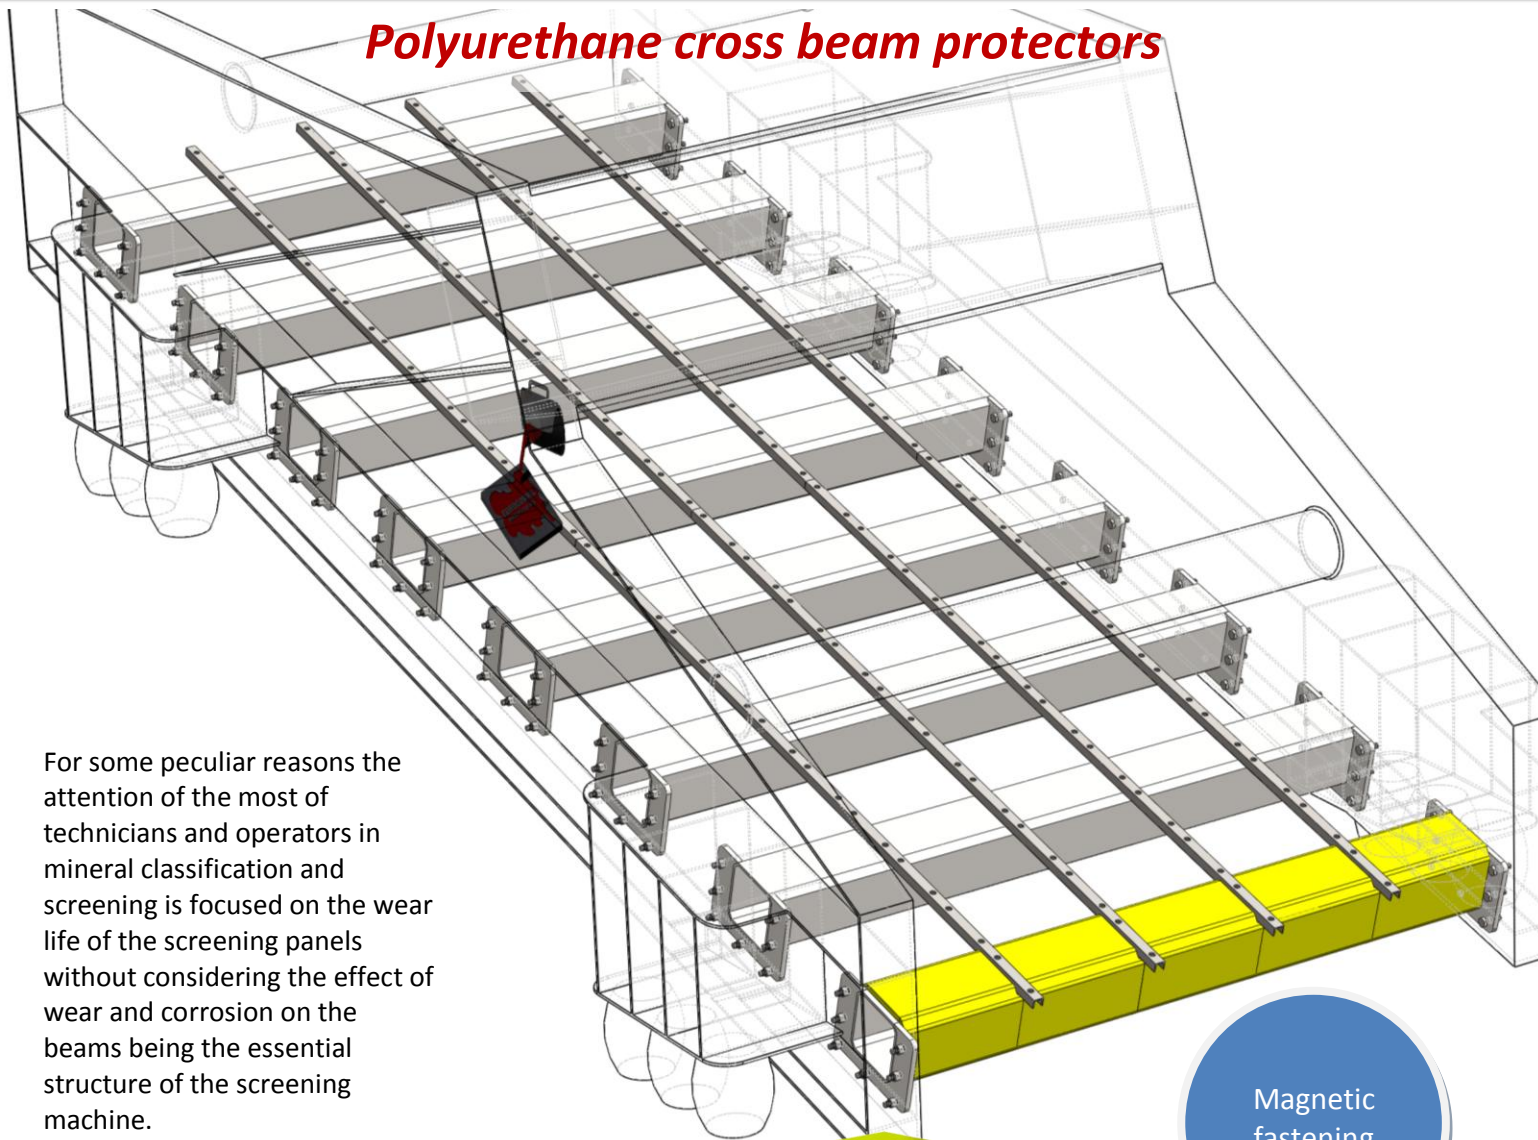 Polyurethane cross beam protectors
For some peculiar reasons the
attention of the most of
technicians and operators in
mineral classification and
screening is focused on the wear
life of the screening panels
without considering the effect of
wear and corrosion on the
beams being the essential
structure of the screening
machine.
Magnetic
fastening